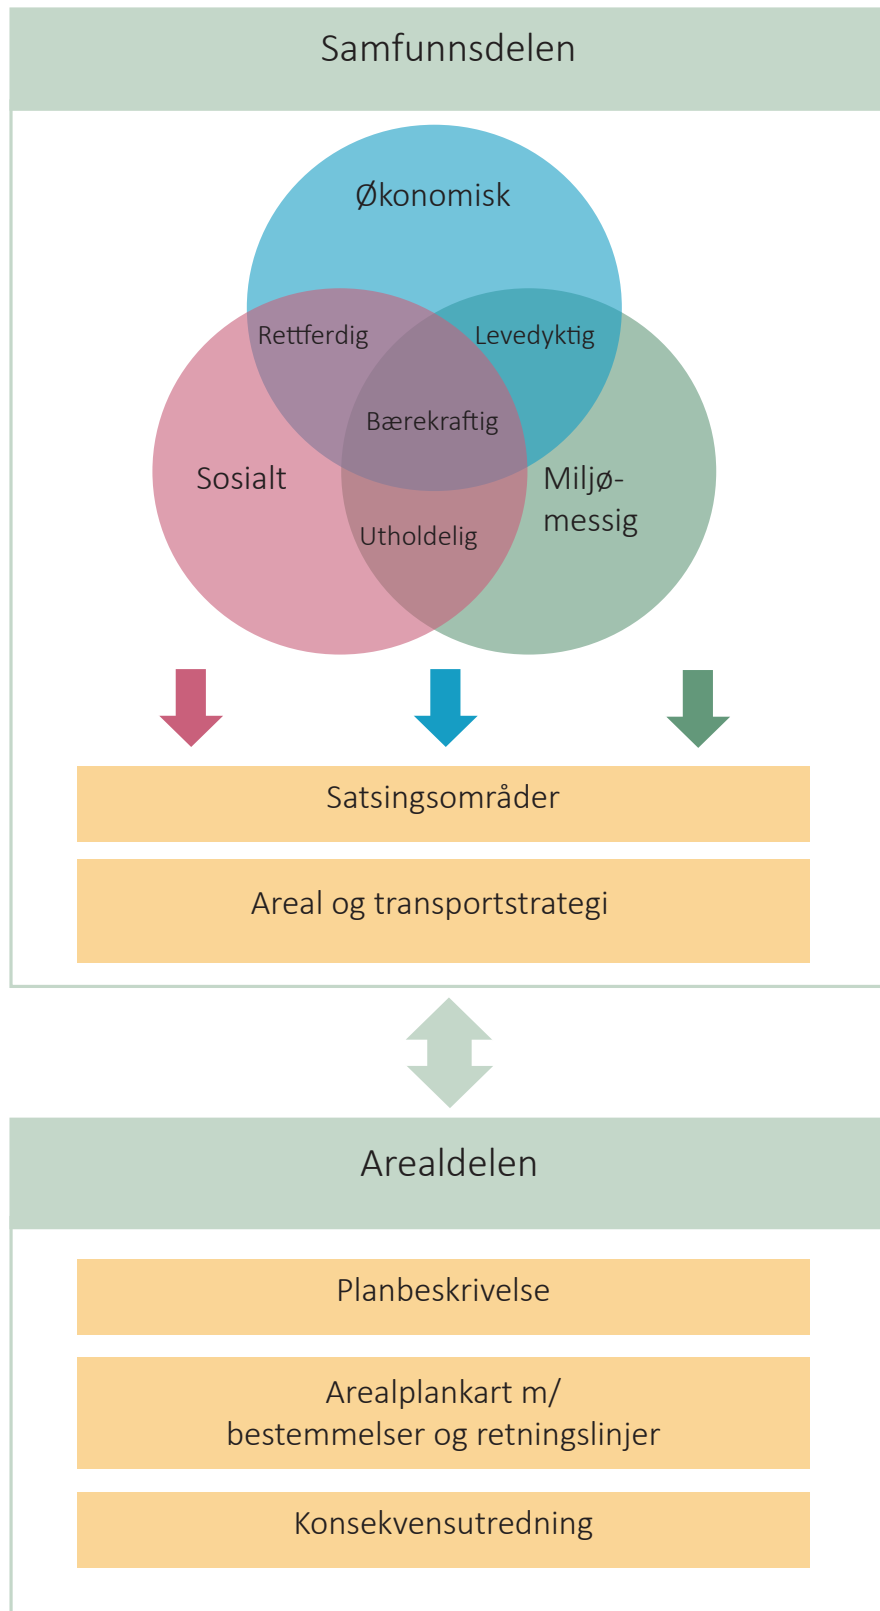 Samfunnsdelen
Økonomisk
Rettferdig
Levedyktig
Bærekraftig
Sosialt
Miljø-
messig
Utholdelig
Satsingsområder
Areal og transportstrategi
Arealdelen
Planbeskrivelse
Arealplankart m/
bestemmelser og retningslinjer
Konsekvensutredning